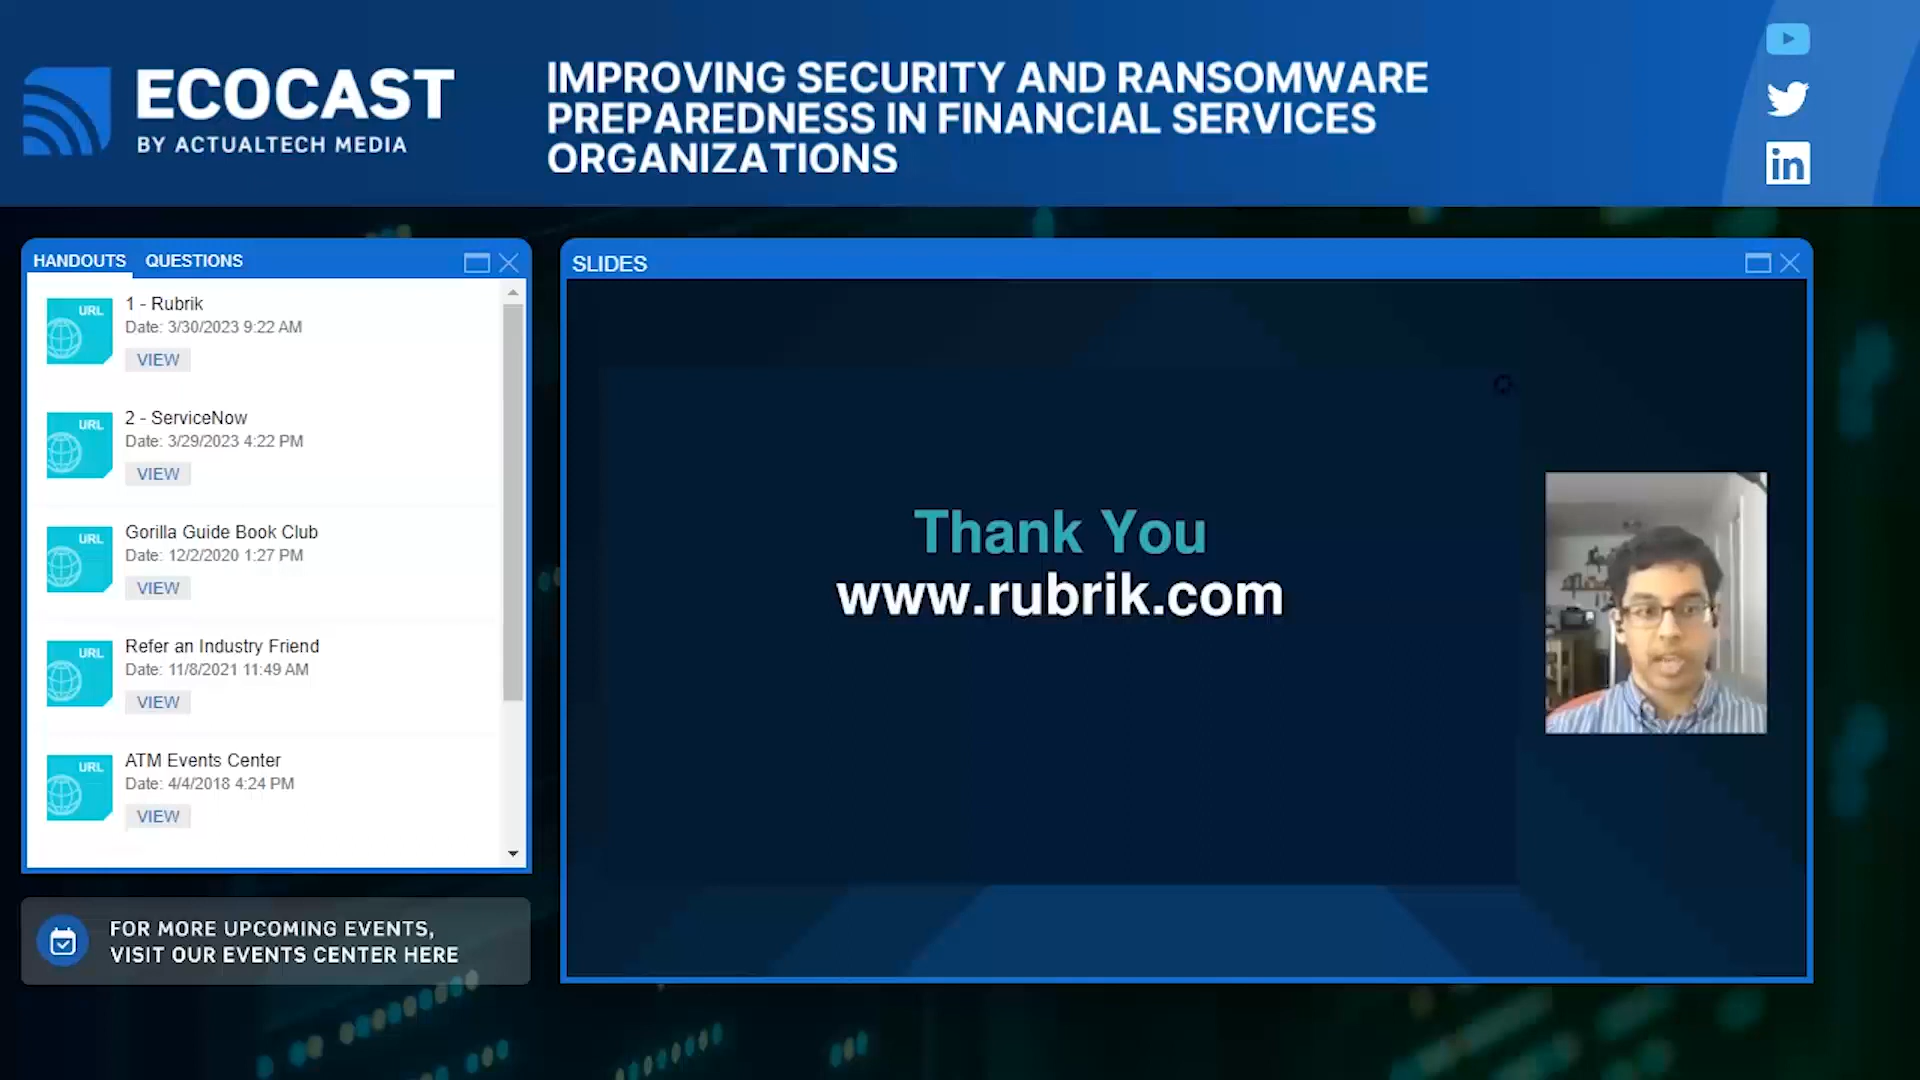 ECOCAST
BY ACTUALTECH MEDIA
IMPROVING SECURITY AND RANSOMWARE
PREPAREDNESS IN FINANCIAL SERVICES
ORGANIZATIONS
in
HANDOUTS QUESTIONS
URL
1 - Rubrik
Date: 3/30/2023 9:22 AM
VIEW
URL
2 - ServiceNow
Date: 3/29/2023 4:22 PM
VIEW
URL
Gorilla Guide Book Club
Date: 12/2/2020 1:27 PM
VIEW
URL
Refer an Industry Friend
Date: 11/8/2021 11:49 AM
VIEW
URL
ATM Events Center
Date: 4/4/2018 4:24 PM
VIEW
FOR MORE UPCOMING EVENTS,
VISIT OUR EVENTS CENTER HERE
SLIDES
Thank You
www.rubrik.com